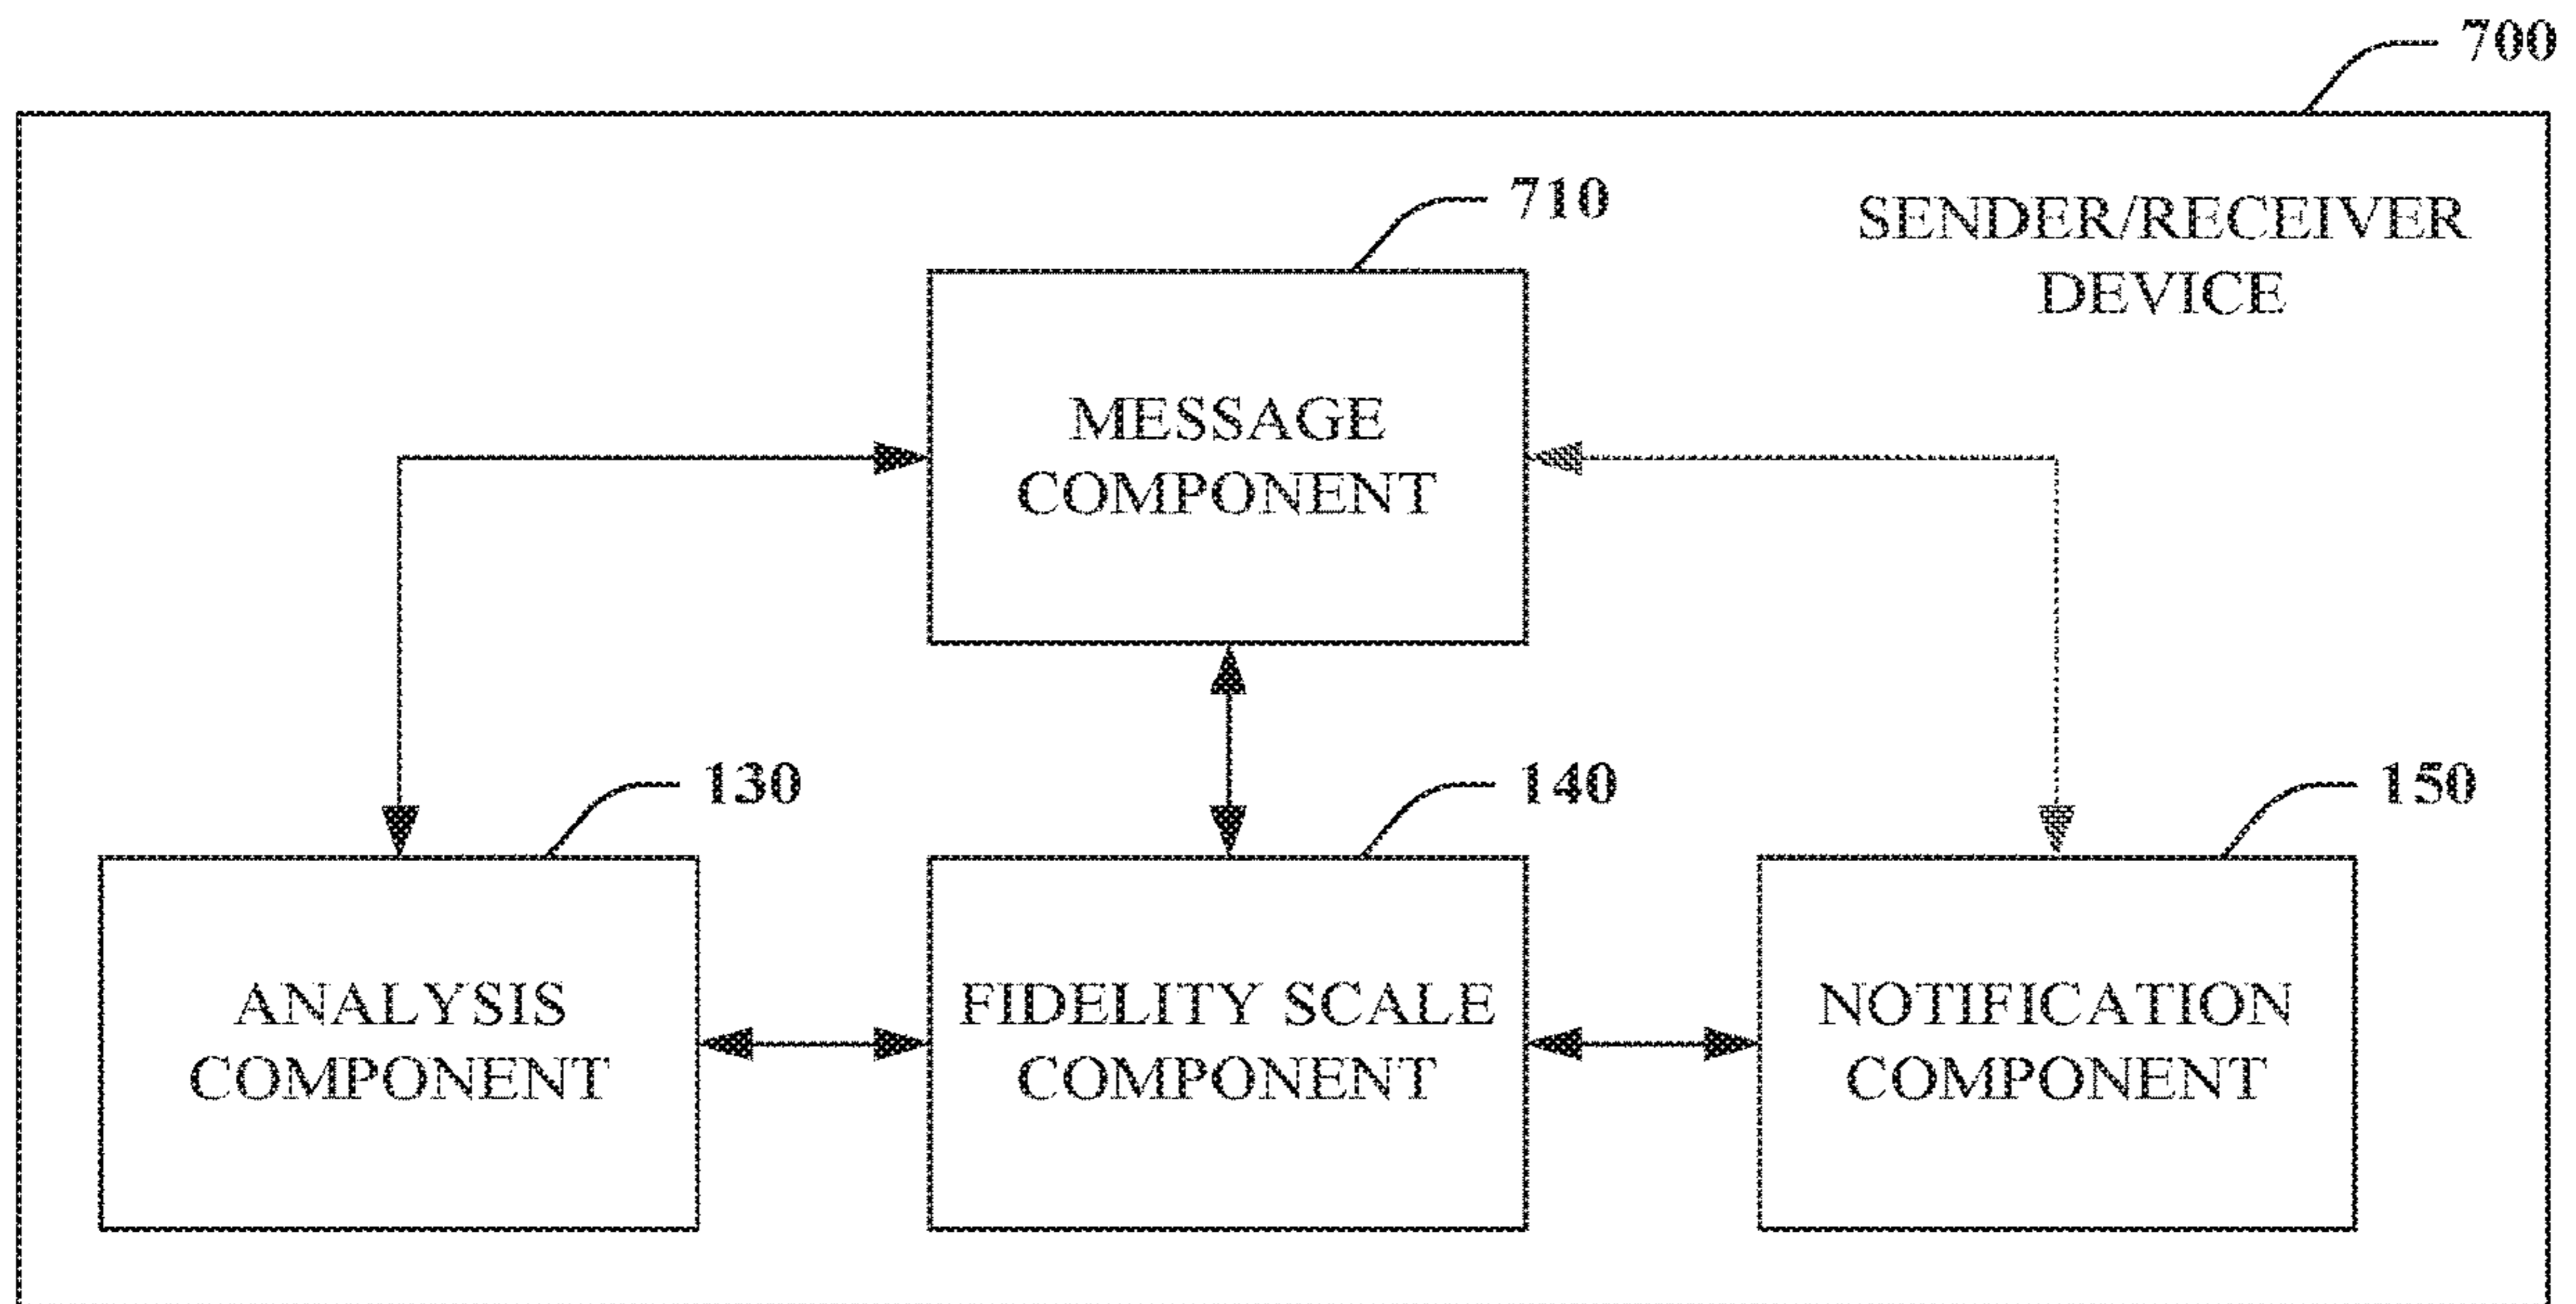 700
710
SENDER/RECEIVER
DEVICE
MESSAGE
COMPONENT
130
140
150
ANALYSIS
COMPONENT
FIDELITY SCALE
COMPONENT
NOTIFICATION
COMPONENT